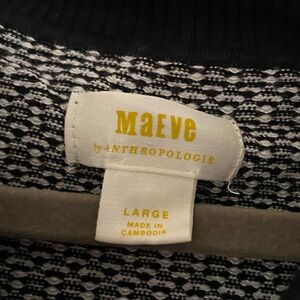 MaEve
by ANTHROPOLOGIE
LARGE
MADE IN
CAMBODIA